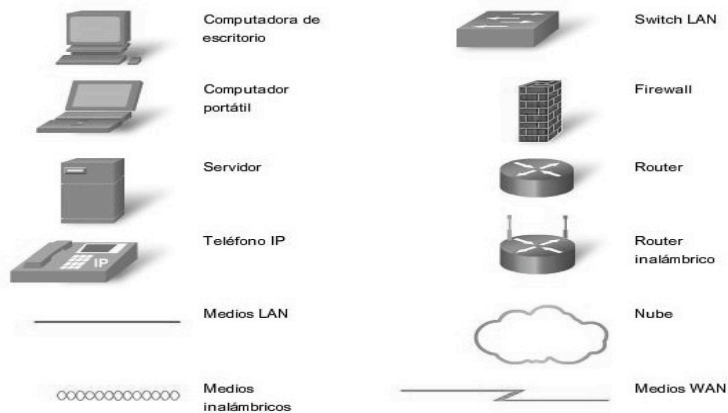 Computadora de
escritorio
Switch LAN
Computador
portátil
Firewall
Servidor
Router
Teléfono IP
IP
Router
inalámbrico
Medios LAN
Nube
Medios
inalámbricos
Medios WAN